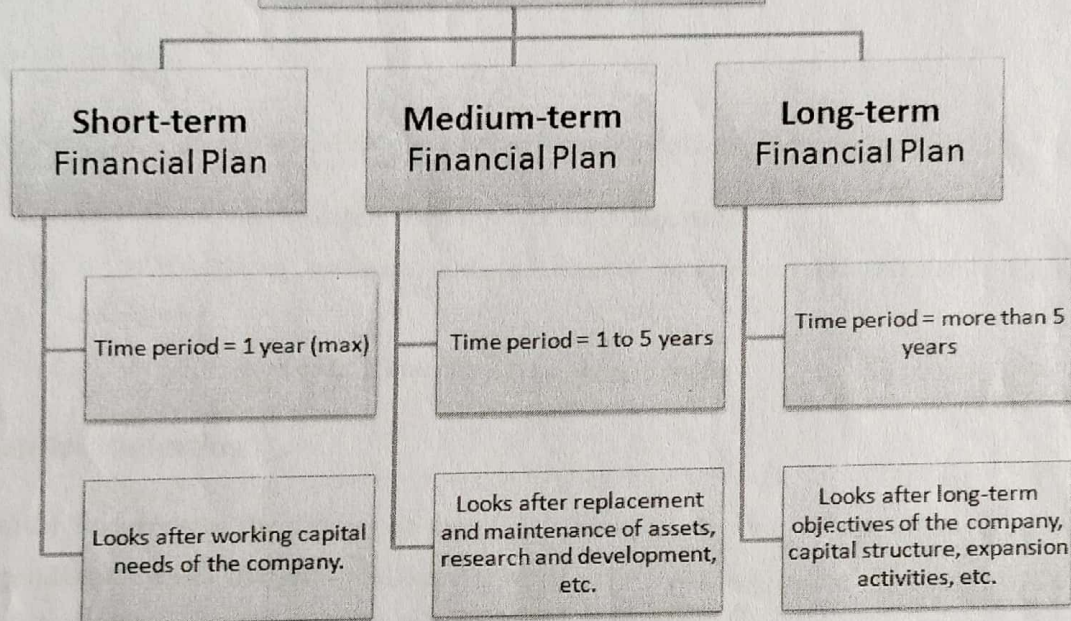 Short-term
Financial Plan
Time period = 1 year (max)
Looks after working capital
needs of the company.
Medium-term
Financial Plan
Time period = 1 to 5 years
Looks after replacement
and maintenance of assets,
research and development,
etc.
Long-term
Financial Plan
Time period = more than 5
years
Looks after long-term
objectives of the company,
capital structure, expansion
activities, etc.